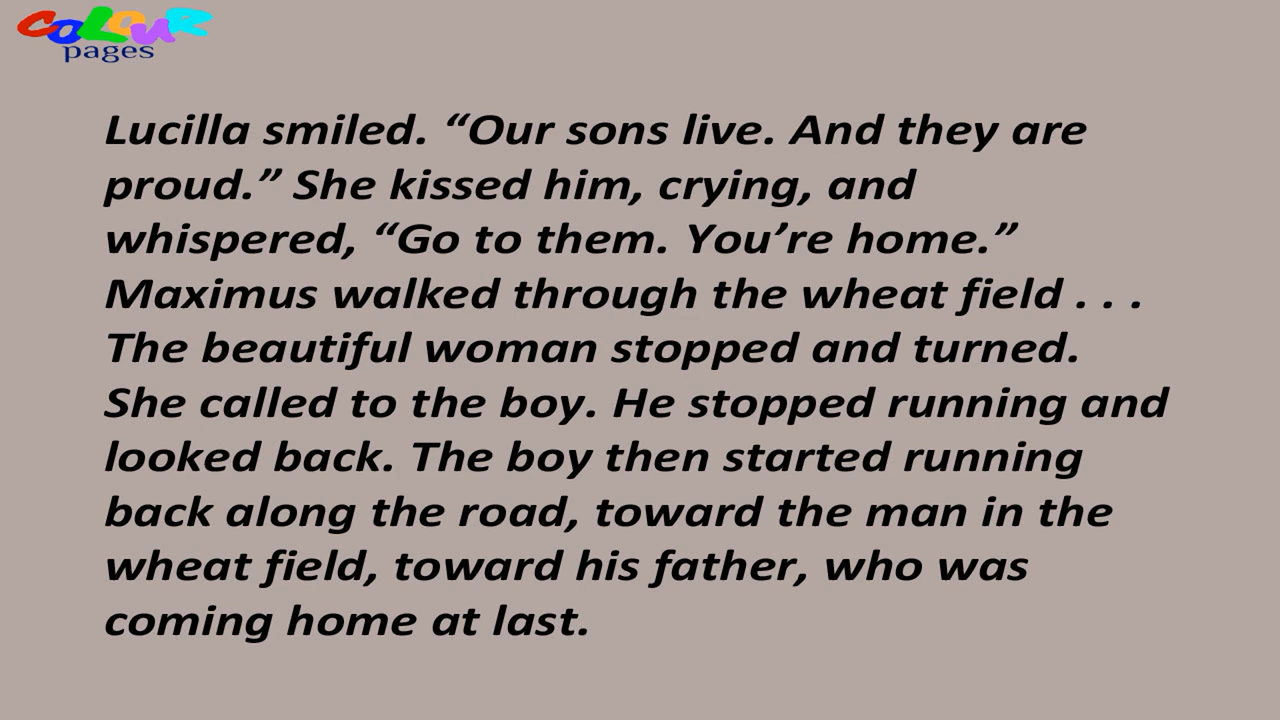 COLOUR
pages
Lucilla smiled. “Our sons live. And they are
proud.” She kissed him, crying, and
whispered, “Go to them. You’re home.”
Maximus walked through the wheat field . . .
The beautiful woman stopped and turned.
She called to the boy. He stopped running and
looked back. The boy then started running
back along the road, toward the man in the
wheat field, toward his father, who was
coming home at last.